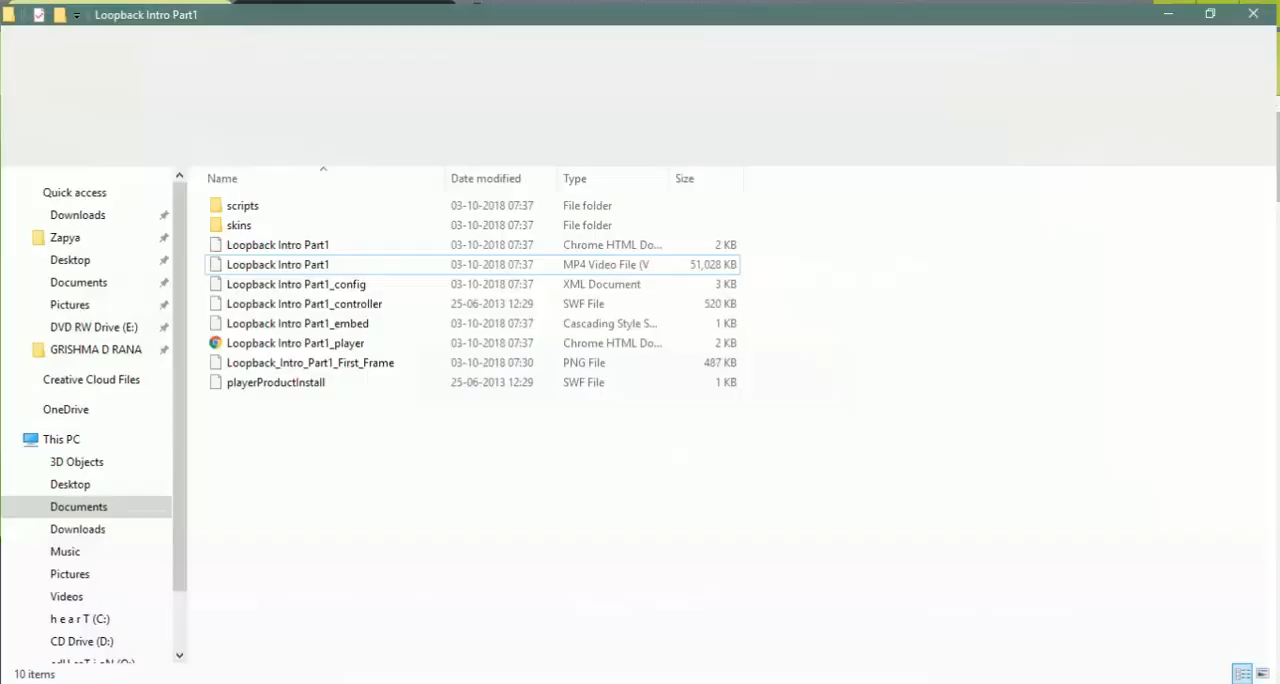 Loopback Intro Part1
Name Date modified Type Size
Quick access
Downloads
Zapya
Desktop
Documents
Pictures
DVD RW Drive (E:)
GRISHMA D RANA
Creative Cloud Files
OneDrive
This PC
3D Objects
Desktop
Documents
Downloads
Music
Pictures
Videos
h e a r T (C:)
CD Drive (D:)
scripts 03-10-2018 07:37 File folder
skins 03-10-2018 07:37 File folder
Loopback Intro Part1 03-10-2018 07:37 Chrome HTML Do... 2 KB
Loopback Intro Part1 03-10-2018 07:37 MP4 Video File (V 51,028 KB
Loopback Intro Part1_config 03-10-2018 07:37 XML Document 3 KB
Loopback Intro Part1_controller 25-06-2013 12:29 SWF File 520 KB
Loopback Intro Part1_embed 03-10-2018 07:37 Cascading Style S... 1 KB
Loopback Intro Part1_player 03-10-2018 07:37 Chrome HTML Do... 2 KB
Loopback_Intro_Part1_First_Frame 03-10-2018 07:30 PNG File 487 KB
playerProductInstall 25-06-2013 12:29 SWF File 1 KB
10 items